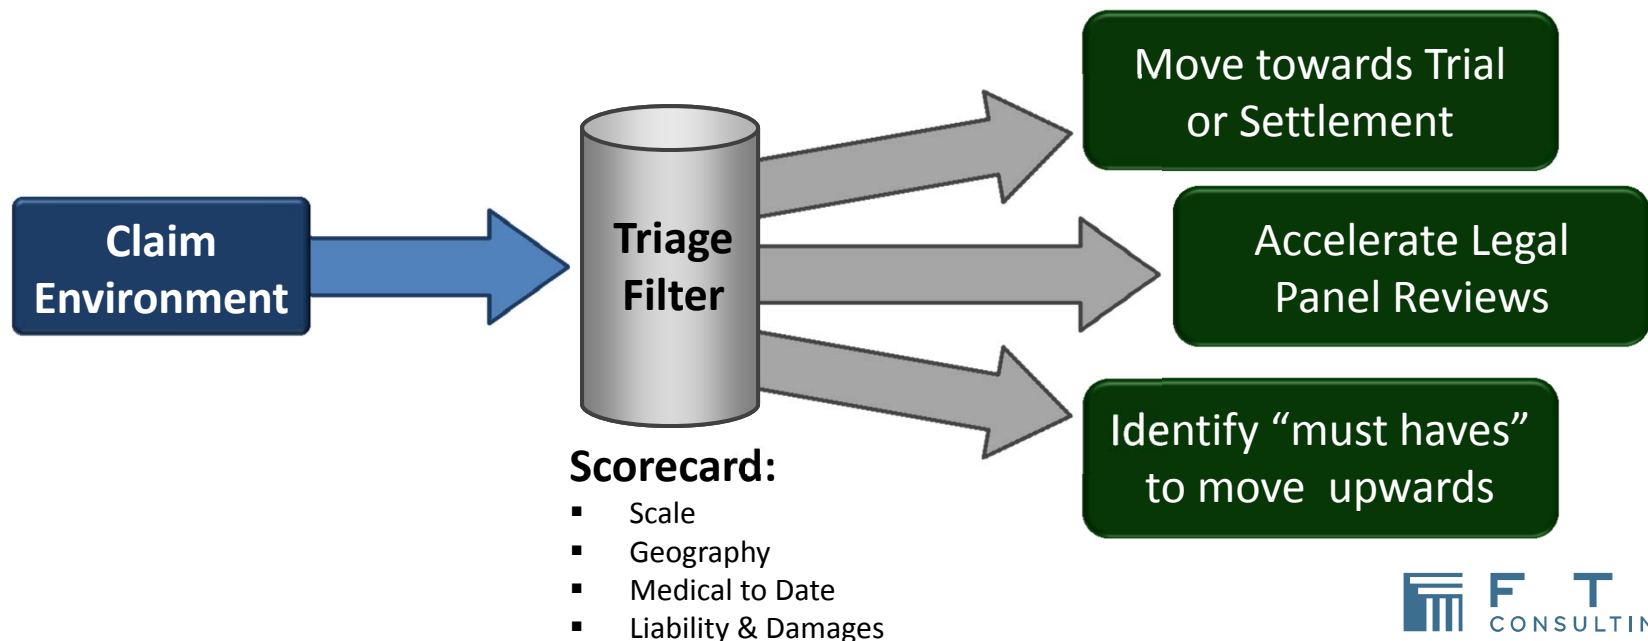 Claim
Environment
Triage
Filter
Scorecard:
▪ Scale
▪ Geography
▪ Medical to Date
▪ Liability & Damages
Move towards Trial
or Settlement
Accelerate Legal
Panel Reviews
Identify “must haves”
to move upwards
F T
CONSULTIN